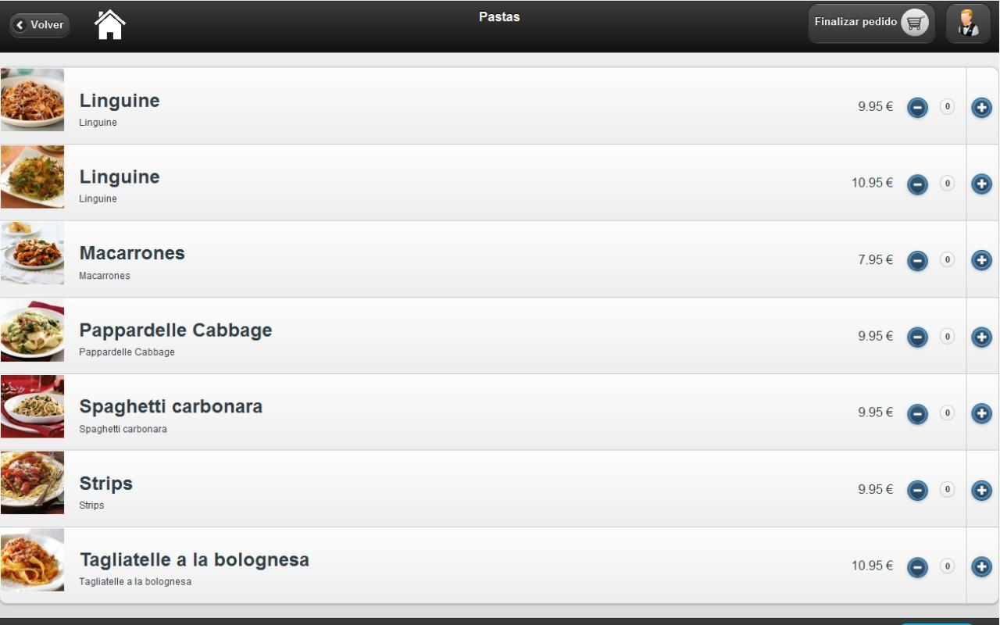 Volver
Pastas
Finalizar pedido
Linguine
Linguine
9.95 €
0
Linguine
Linguine
10.95 €
0
Macarrones
Macarrones
7.95 €
0
Pappardelle Cabbage
Pappardelle Cabbage
9.95 €
0
Spaghetti carbonara
Spaghetti carbonara
9.95 €
0
Strips
Strips
9.95 €
0
Tagliatelle a la bolognesa
Tagliatelle a la bolognesa
10.95 €
0